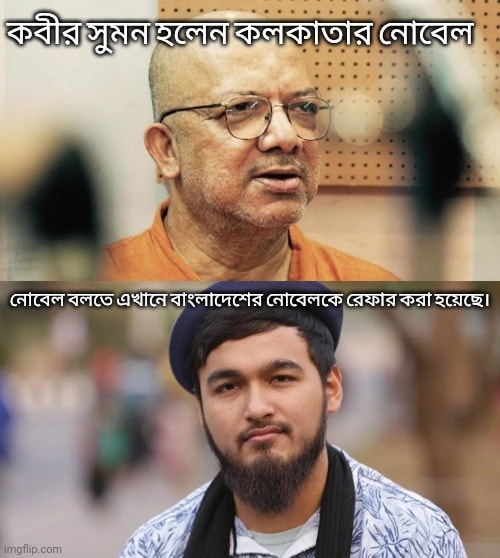 কবীর সুমন হলেন কলকাতার নোবেল
নোবেল বলতে এখানে বাংলাদেশের নোবেলকে রেফার করা হয়েছে।
imgflip.com